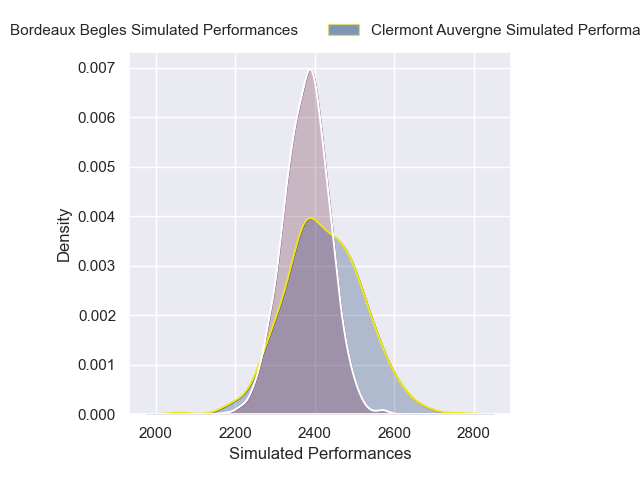 Bordeaux Begles Simulated Performances
Clermont Auvergne Simulated Performa
0.007
0.006
0.005
0.004
0.003
0.002
0.001
0.000
Density
2000 2200 2400 2600 2800
Simulated Performances